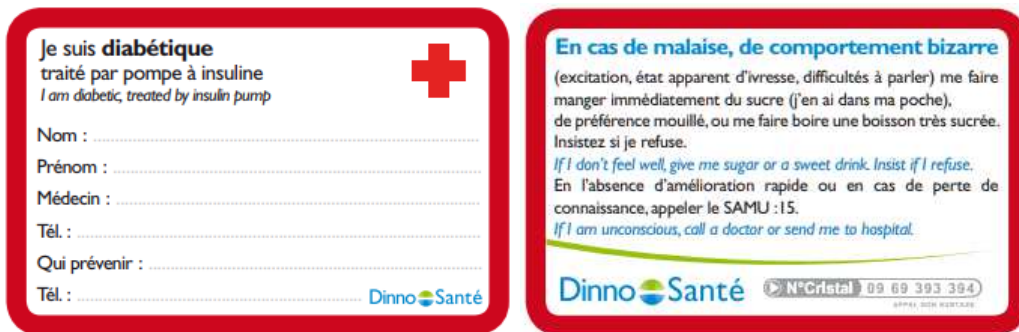 Je suis diabétique
traité par pompe à insuline
I am diabetic, treated by insulin pump
Nom :
Prénom :
Médecin :
Tél. :
Qui prévenir :
Tél. :
Dinno Santé
En cas de malaise, de comportement bizarre
(excitation, état apparent d'ivresse, difficultés à parler) me faire
manger immédiatement du sucre (j'en ai dans ma poche),
de préférence mouillé, ou me faire boire une boisson très sucrée.
Insistez si je refuse.
If I don't feel well, give me sugar or a sweet drink. Insist if I refuse.
En l'absence d'amélioration rapide ou en cas de perte de
connaissance, appeler le SAMU :15.
If I am unconscious, call a doctor or send me to hospital.
Dinno Santé
N°Cristal 09 69 393 394
APPEL NON SURTAXE